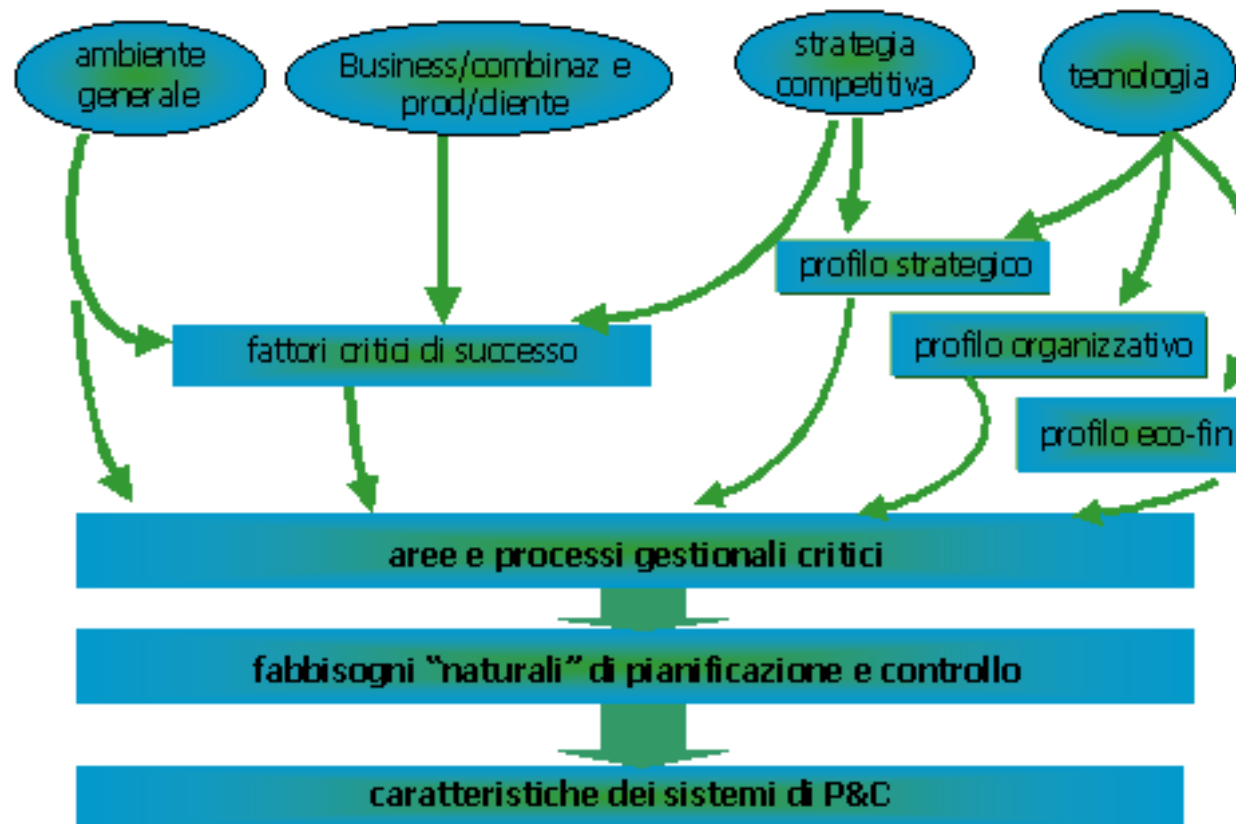 ambiente
generale
Business/combinaz e
prod/cliente
strategia
competitiva
tecnologia
profilo strategico
fattori critici di successo
profilo organizzativo
profilo eco-fin
aree e processi gestionali critici
fabbisogni “naturali” di pianificazione e controllo
caratteristiche dei sistemi di P&C